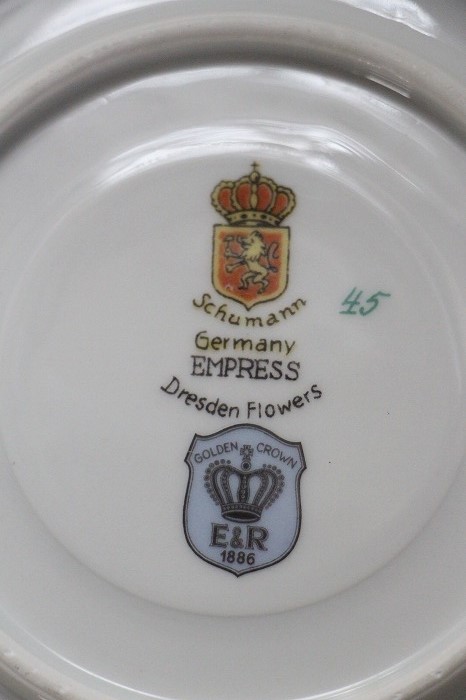 Schumann
45
Germany
EMPRESS
Dresden Flowers
GOLDEN CROWN
E&R
1886